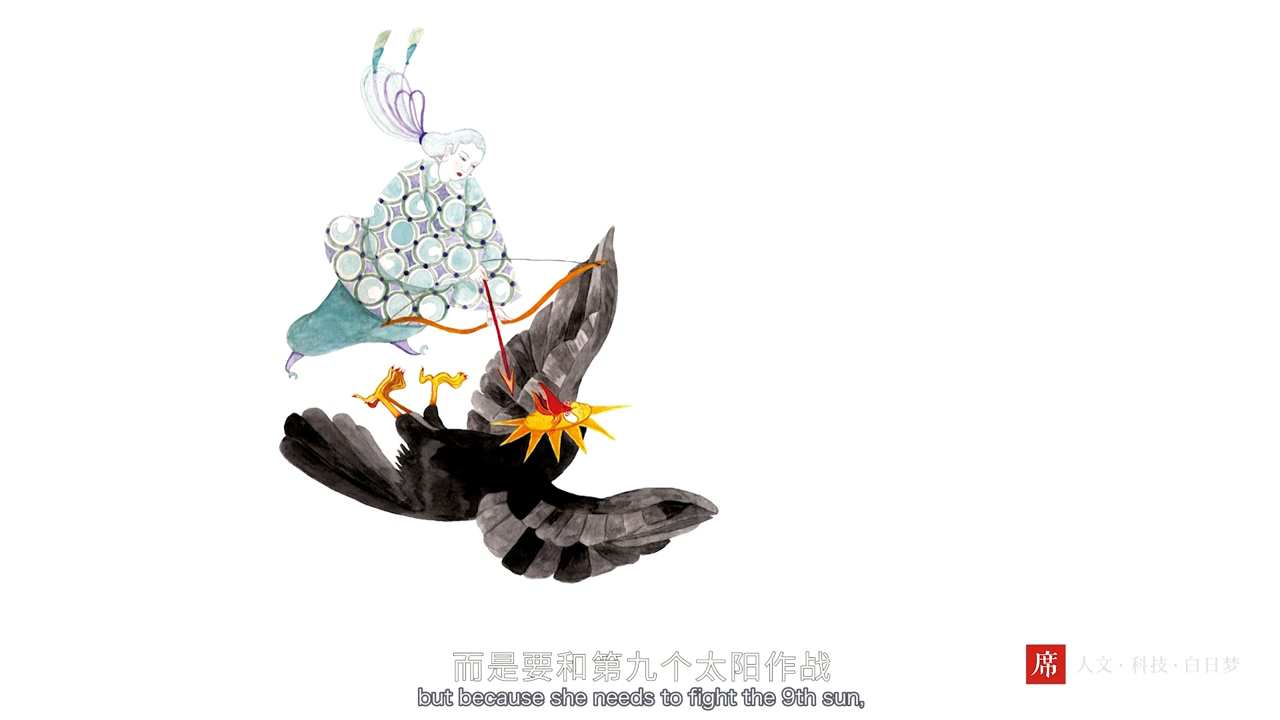 而是要和第九个太阳作战
but because she needs to fight the 9th sun,
席 人文·科技·白日梦